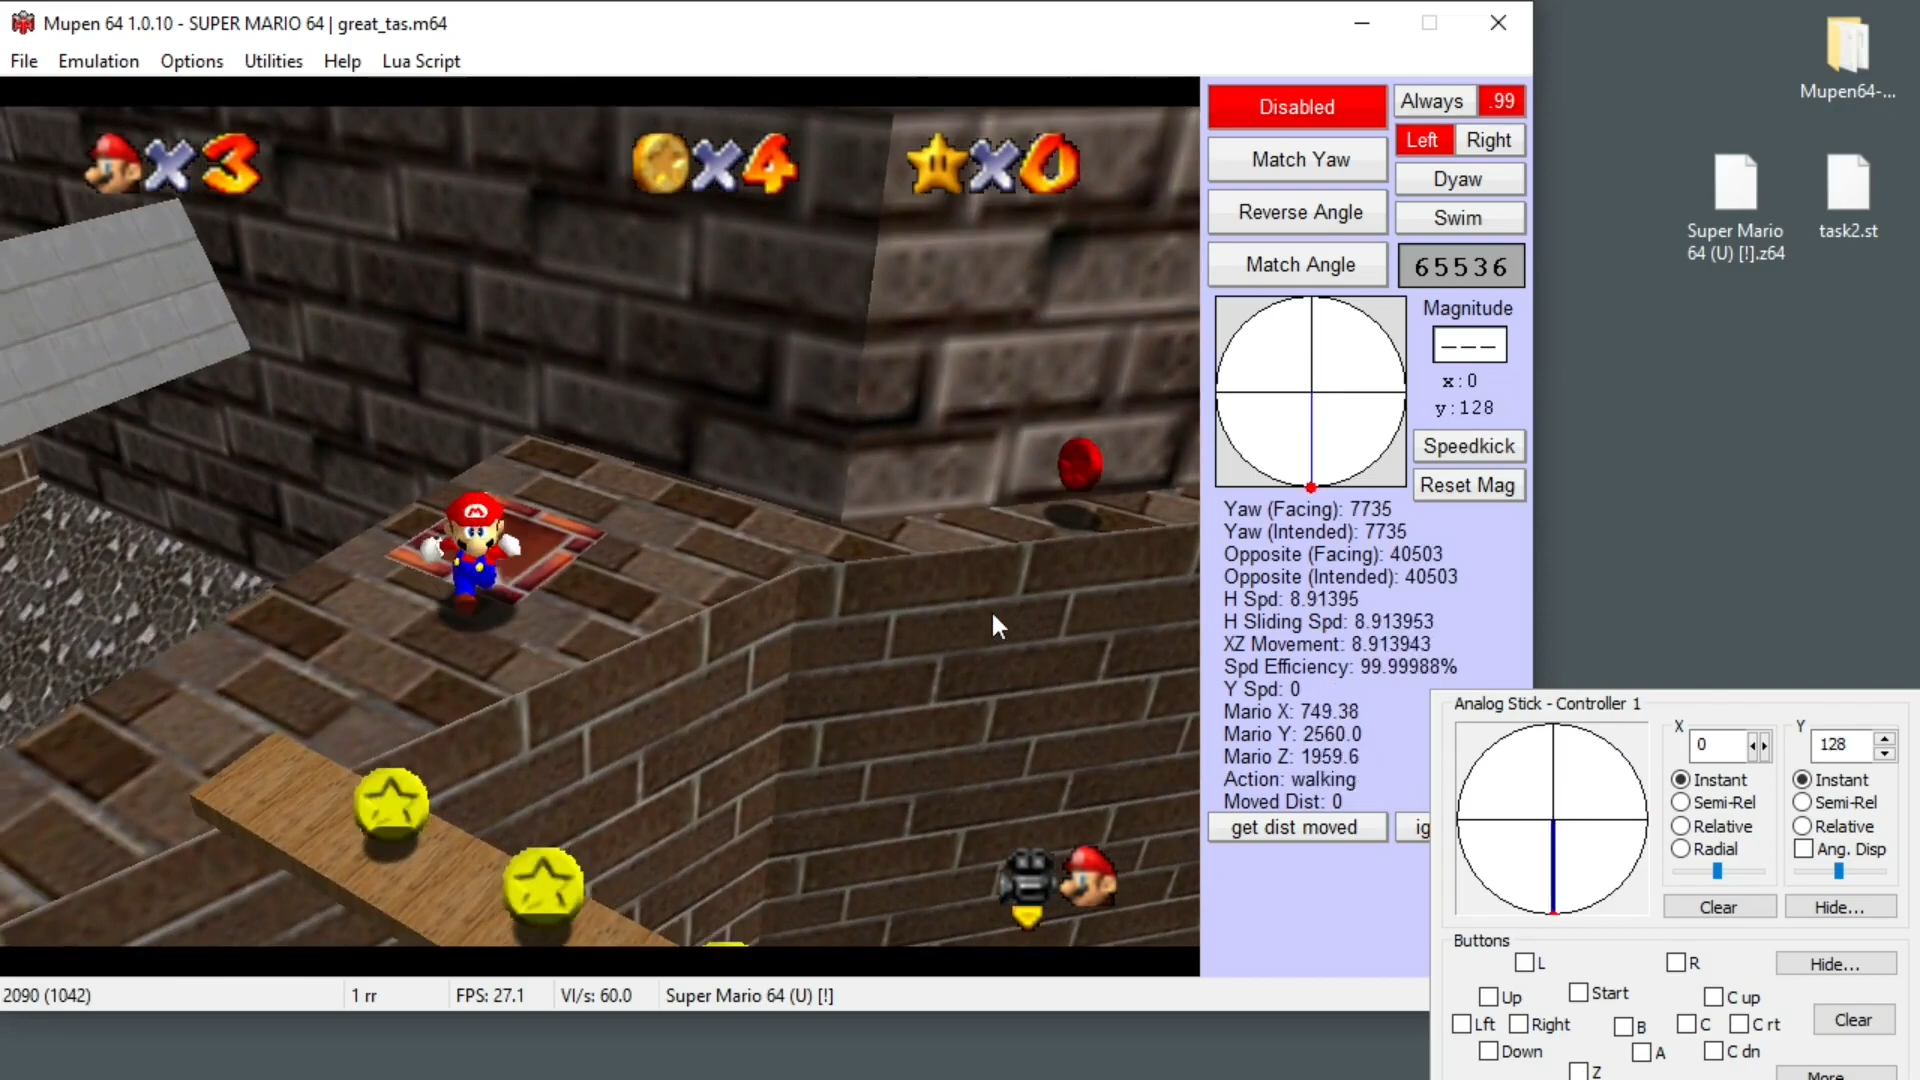 Mupen 64 1.0.10 - SUPER MARIO 64 | great_tas.m64
File Emulation Options Utilities Help Lua Script
x3
x4
x0
Disabled
Always .99
Left Right
Match Yaw
Dyaw
Reverse Angle
Swim
Match Angle
65536
Magnitude
---
x:0
y:128
Speedkick
Reset Mag
Yaw (Facing): 7735
Yaw (Intended): 7735
Opposite (Facing): 40503
Opposite (Intended): 40503
H Spd: 8.91395
H Sliding Spd: 8.913953
XZ Movement: 8.913943
Spd Efficiency: 99.99988%
Y Spd: 0
Mario X: 749.38
Mario Y: 2560.0
Mario Z: 1959.6
Action: walking
Moved Dist: 0
get dist moved
ig
2090 (1042)
1 rr
FPS: 27.1
VI/s: 60.0
Super Mario 64 (U) [!]
Mupen64-...
Super Mario
64 (U) [!].z64
task2.st
Analog Stick - Controller 1
X
Y
0
128
Instant
Instant
Semi-Rel
Semi-Rel
Relative
Relative
Radial
Ang. Disp
Clear
Hide...
Buttons
L
R
Hide...
Up
Start
C up
Lft
Right
B
C
C rt
Clear
Down
A
C dn
Z
More